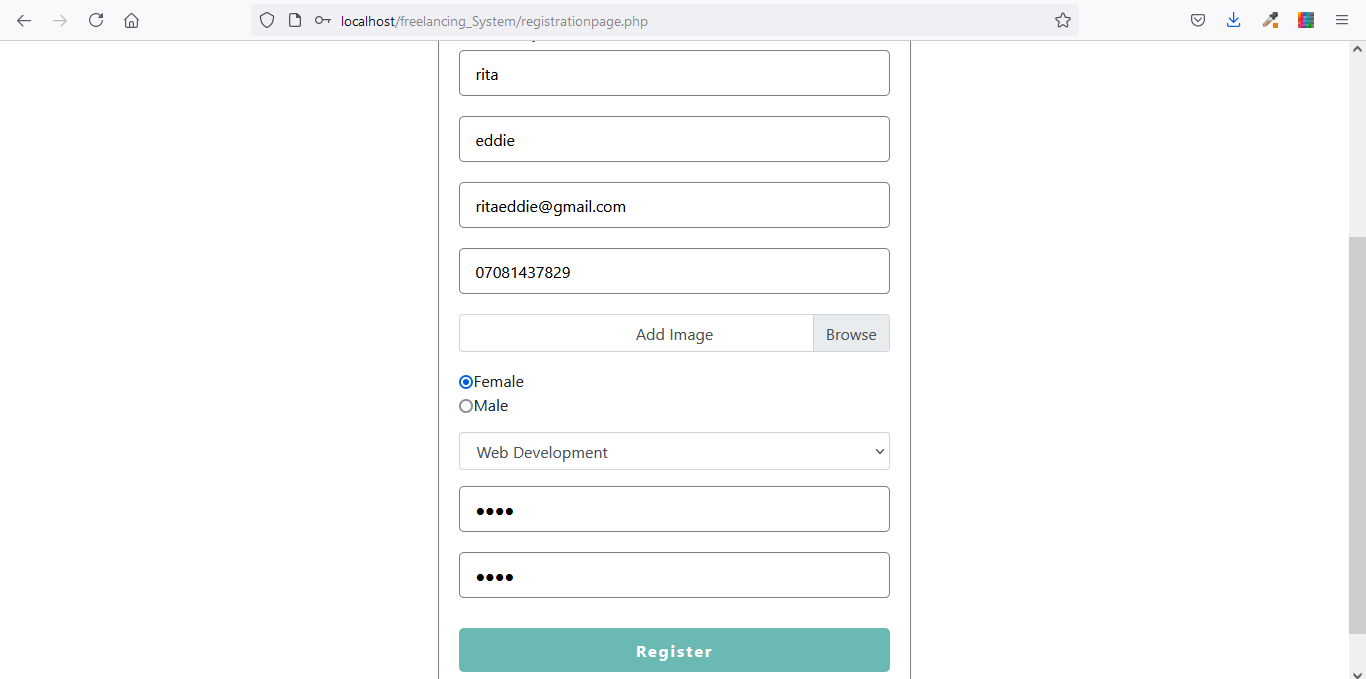 localhost/freelancing_System/registrationpage.php
rita
eddie
ritaeddie@gmail.com
07081437829
Add Image
Browse
Female
Male
Web Development
••••
••••
Register